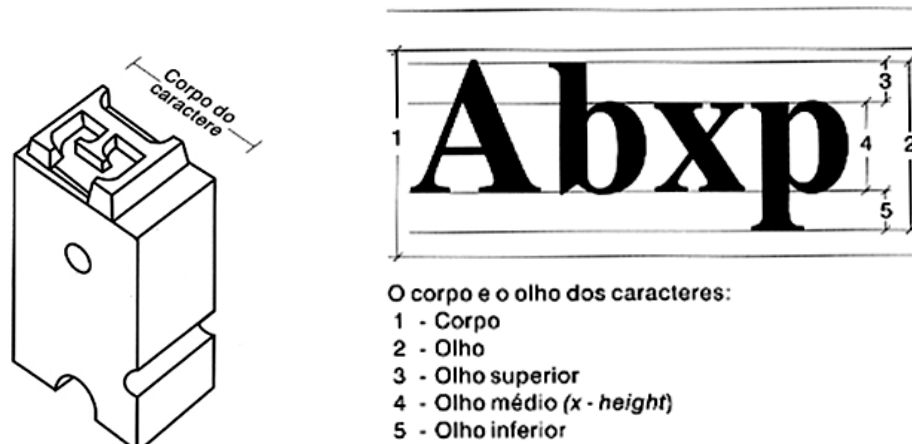 Corpo do
caractere
Abxp
1
2
3
4
5
O corpo e o olho dos caracteres:
1 - Corpo
2 - Olho
3 - Olho superior
4 - Olho médio (x - height)
5 - Olho inferior